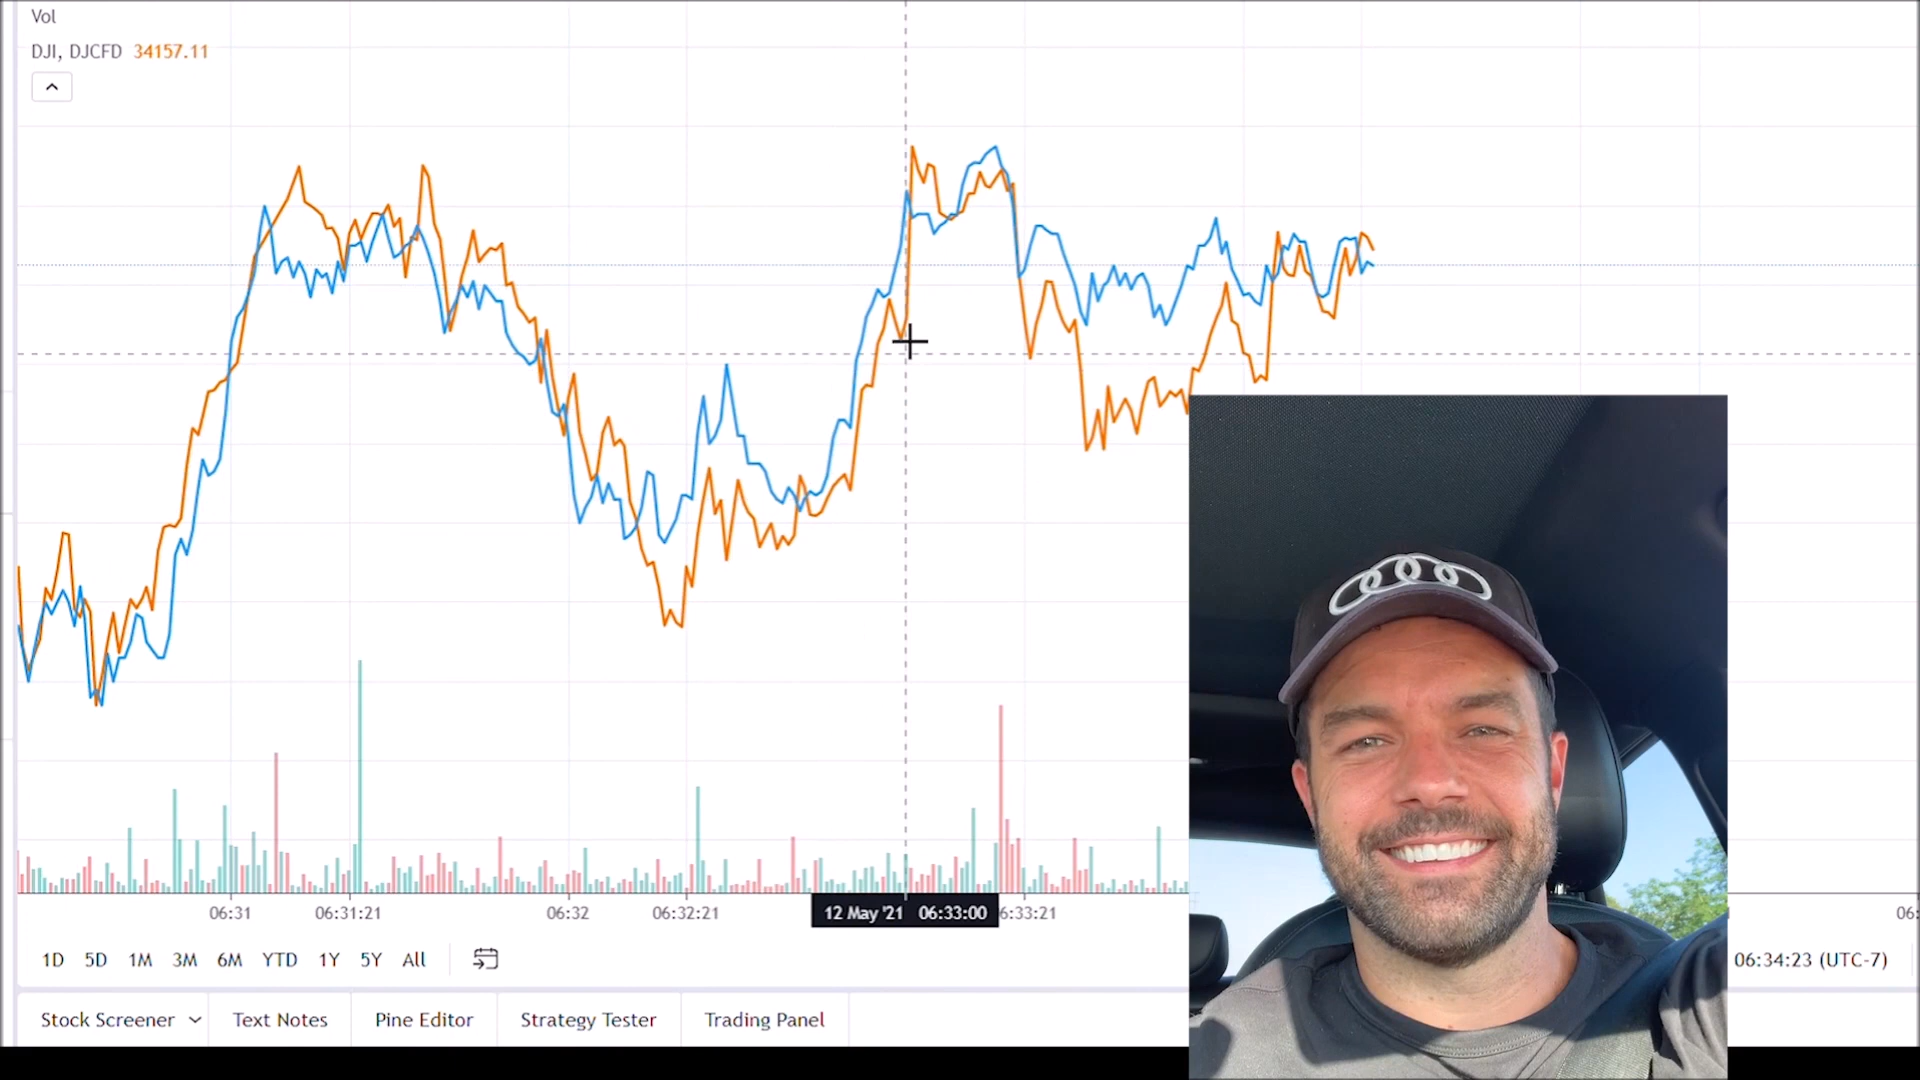 Vol
DJI, DJCFD 34157.11
06:31 06:31:21 06:32 06:32:21 12 May '21 06:33:00 6:33:21 06:
1D 5D 1M 3M 6M YTD 1Y 5Y All 06:34:23 (UTC-7)
Stock Screener Text Notes Pine Editor Strategy Tester Trading Panel